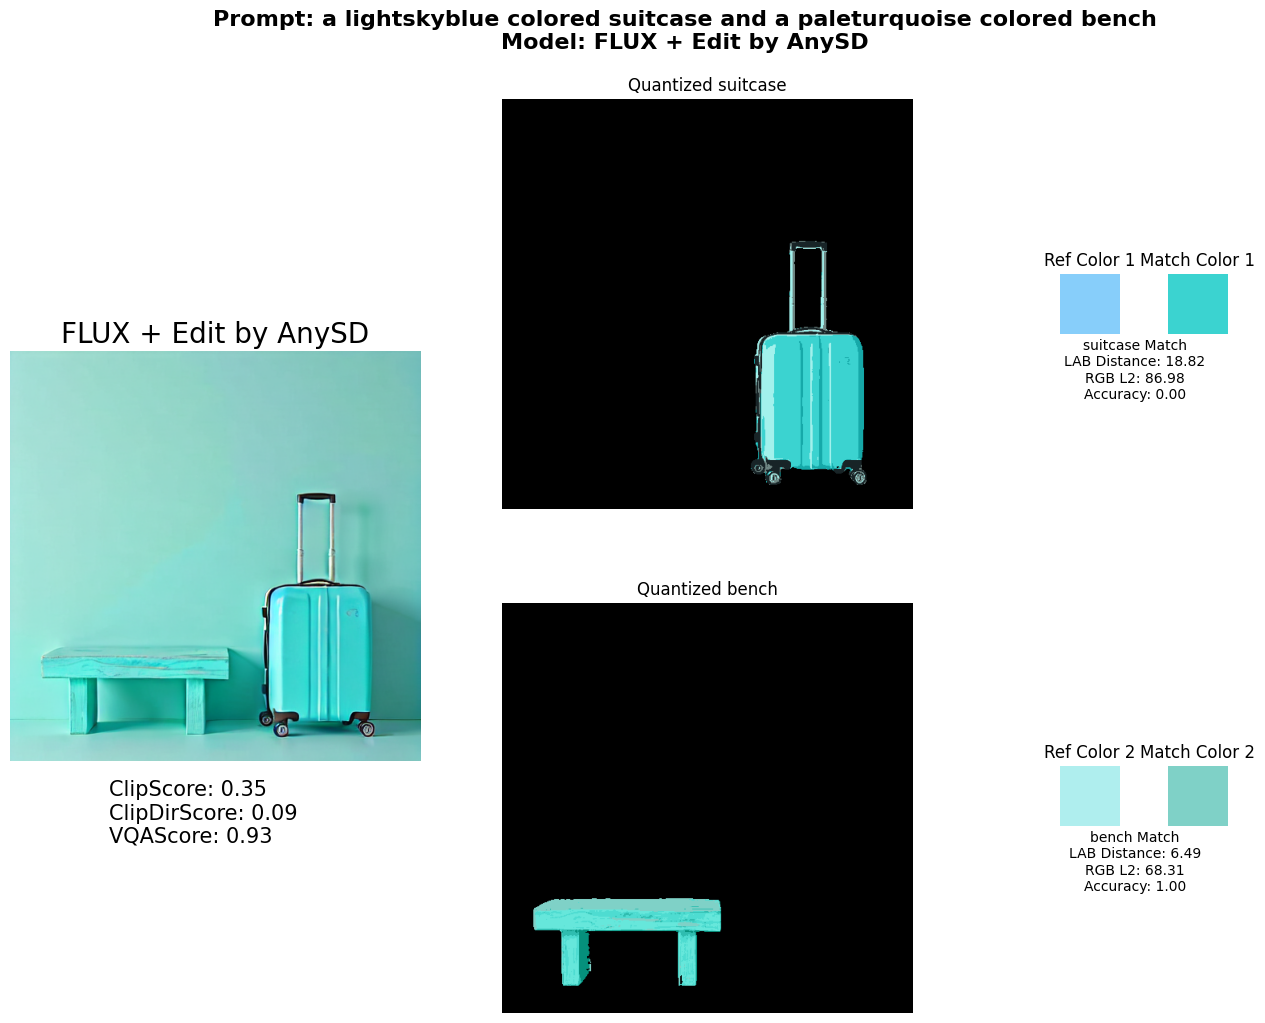 Prompt: a lightskyblue colored suitcase and a paleturquoise colored bench
Model: FLUX + Edit by AnySD
FLUX + Edit by AnySD
ClipScore: 0.35
ClipDirScore: 0.09
VQAScore: 0.93
Quantized suitcase
Ref Color 1 Match Color 1
suitcase Match
LAB Distance: 18.82
RGB L2: 86.98
Accuracy: 0.00
Quantized bench
Ref Color 2 Match Color 2
bench Match
LAB Distance: 6.49
RGB L2: 68.31
Accuracy: 1.00